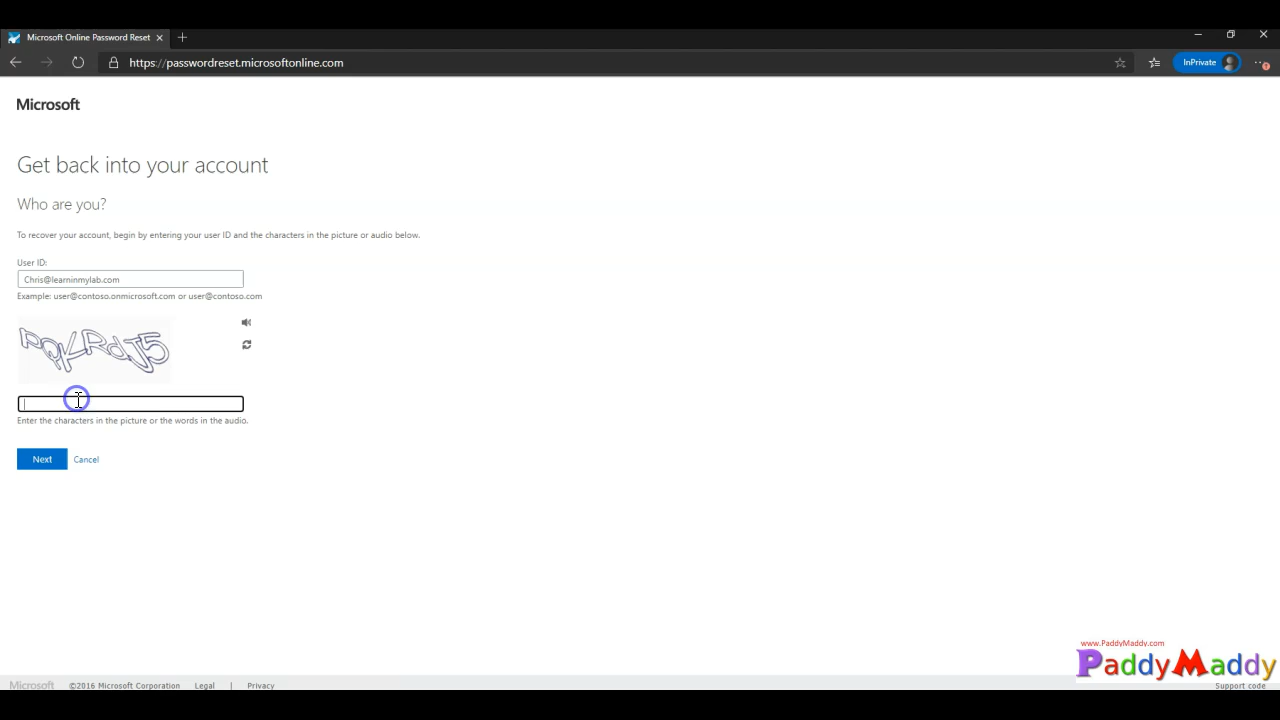 Microsoft Online Password Reset
https://passwordreset.microsoftonline.com
InPrivate
Microsoft
Get back into your account
Who are you?
To recover your account, begin by entering your user ID and the characters in the picture or audio below.
User ID:
Chris@learninmylab.com
Example: user@contoso.onmicrosoft.com or user@contoso.com
Enter the characters in the picture or the words in the audio.
Next Cancel
www.PaddyMaddy.com
PaddyMaddy
Microsoft ©2016 Microsoft Corporation Legal | Privacy
Support code